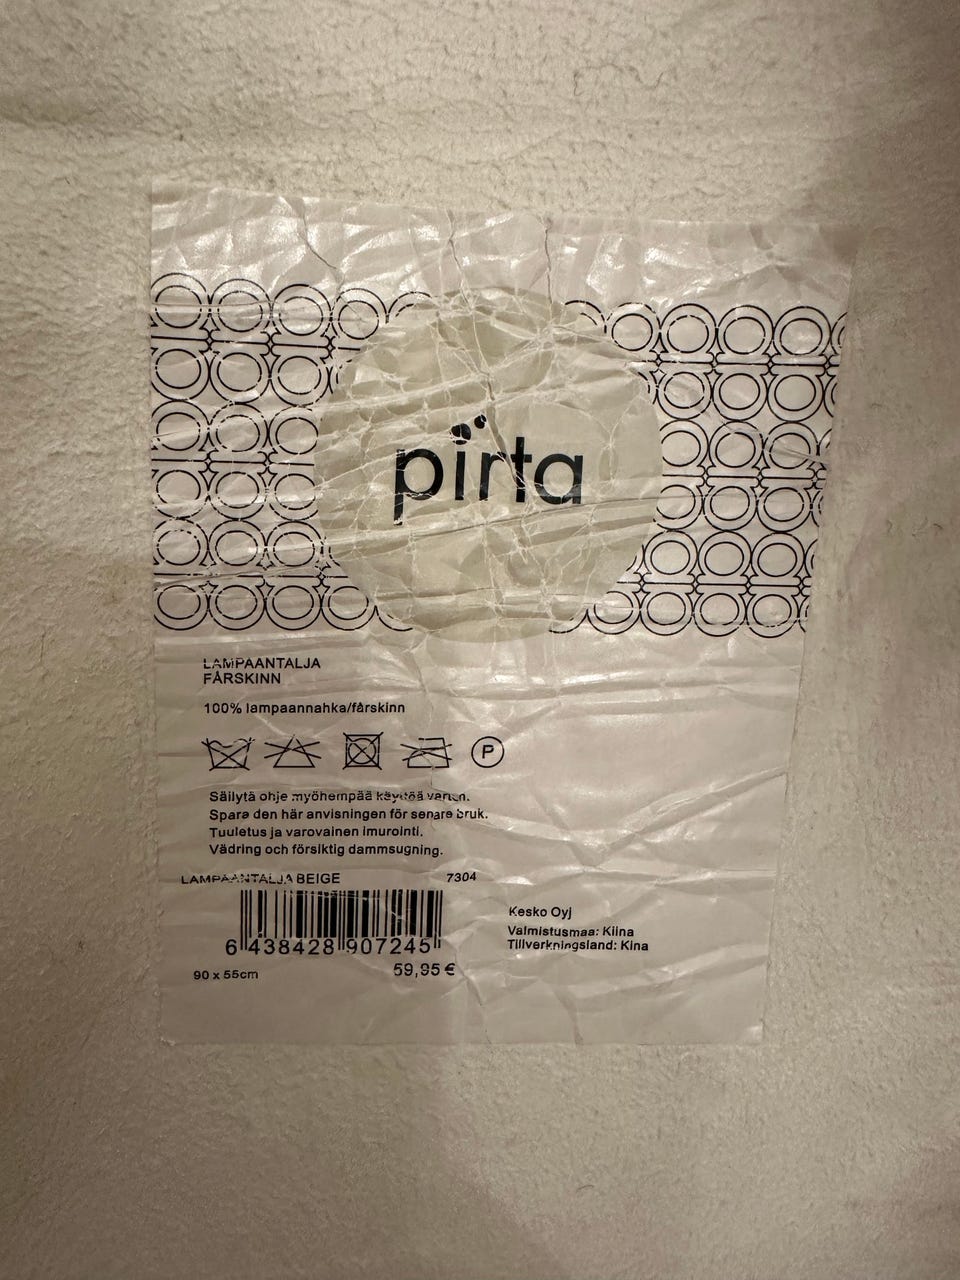 pirta
LAMPAANTALJA
FÅRSKINN
100% lampaannahka/fårskinn
P
Säilytä ohje myöhempää käyttöä varten.
Spara den här anvisningen för senare bruk.
Tuuletus ja varovainen imurointi.
Vädring och försiktig dammsugning.
LAMPAANTALJA BEIGE 7304
6 438428 907245
90 x 55cm 59,95 €
Kesko Oyj
Valmistusmaa: Kiina
Tillverkningsland: Kina